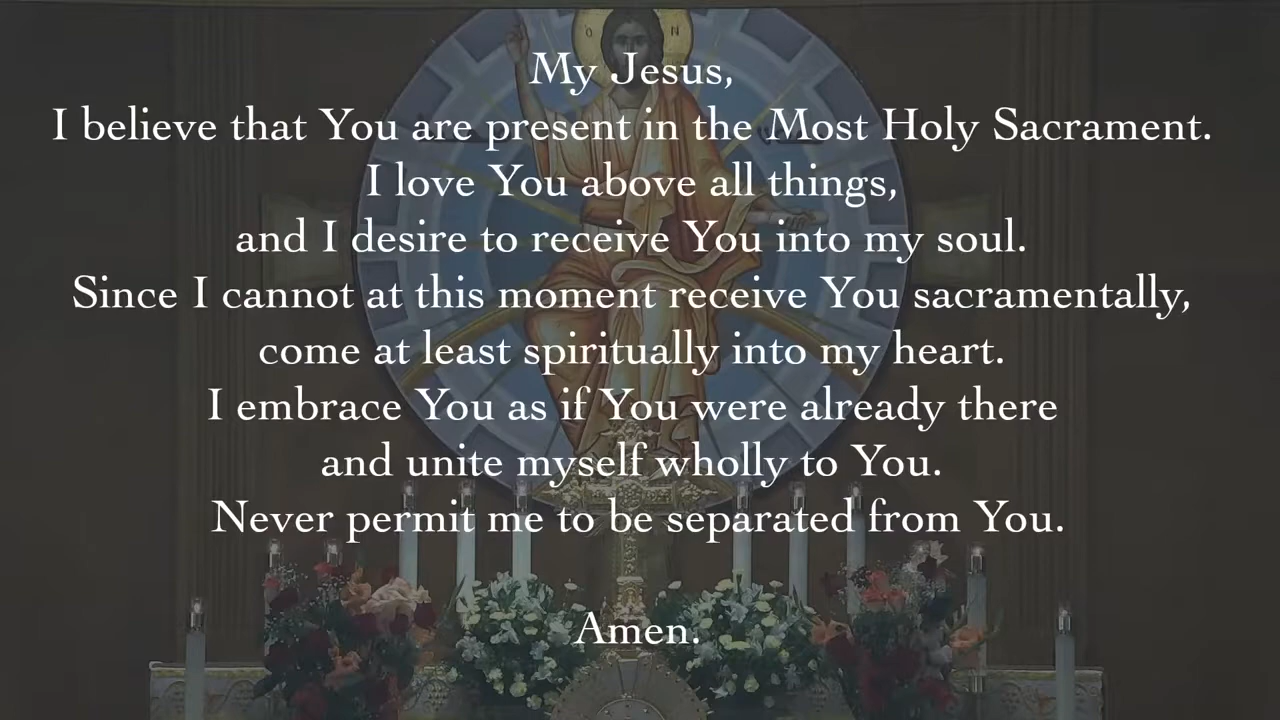 My Jesus,
I believe that You are present in the Most Holy Sacrament.
I love You above all things,
and I desire to receive You into my soul.
Since I cannot at this moment receive You sacramentally,
come at least spiritually into my heart.
I embrace You as if You were already there
and unite myself wholly to You.
Never permit me to be separated from You.
Amen.